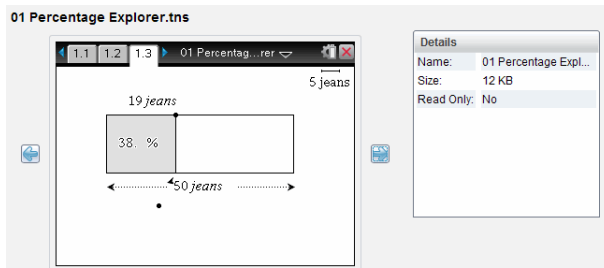 01 Percentage Explorer.tns
1.1 1.2 1.3 01 Percentag...rer
5 jeans
19 jeans
38. %
50 jeans
Details
Name: 01 Percentage Expl...
Size: 12 KB
Read Only: No